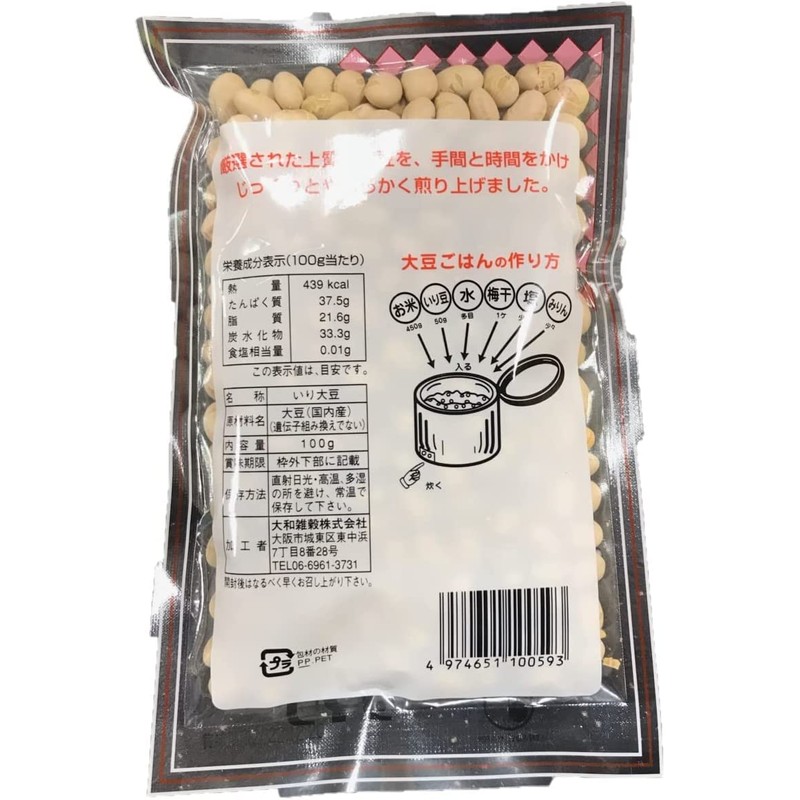 された上質を、手間と時間をかけ
じっかく煎り上げました。
栄養成分表示(100g当たり)
熱量 439 kcal
たんぱく質 37.5g
脂質 21.6g
炭水化物 33.3g
食塩相当量 0.01g
この表示値は、目安です。
名称 いり大豆
原材料名 大豆(国内産)
(遺伝子組み換えでない)
内容量 100g
賞味期限 枠外下部に記載
保存方法 直射日光・高温、多湿
の所を避け、常温で
保存して下さい。
加工者 大和雑穀株式会社
大阪市城東区東中浜
7丁目8番28号
TEL06-6961-3731
開封後はなるべく早くお召し上がり下さい。
大豆ごはんの作り方
お米 いり豆 水 梅干 塩 みりん
450g 50g 多目 1ケ 少々
入る
炊く
プラ
包材の材質
PP PET
4 974651 100593